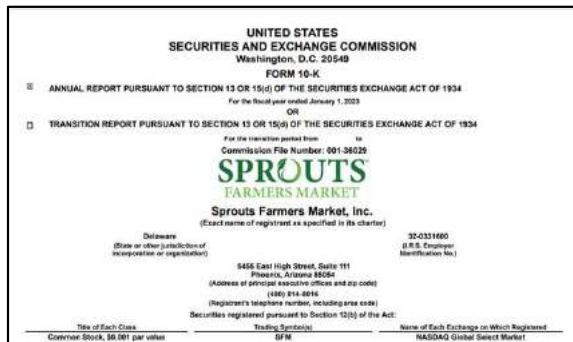 UNITED STATES
SECURITIES AND EXCHANGE COMMISSION
Washington, D.C. 20549
FORM 10-K
☒ ANNUAL REPORT PURSUANT TO SECTION 13 OR 15(d) OF THE SECURITIES EXCHANGE ACT OF 1934
For the fiscal year ended January 1, 2023
OR
☐ TRANSITION REPORT PURSUANT TO SECTION 13 OR 15(d) OF THE SECURITIES EXCHANGE ACT OF 1934
For the transition period from to
Commission File Number: 001-36029
SPROUTS
FARMERS MARKET
Sprouts Farmers Market, Inc.
(Exact name of registrant as specified in its charter)
Delaware 32-0331600
(State or other jurisdiction of (I.R.S. Employer
incorporation or organization) Identification No.)
5455 East High Street, Suite 111
Phoenix, Arizona 85054
(Address of principal executive offices and zip code)
(480) 814-8016
(Registrant's telephone number, including area code)
Securities registered pursuant to Section 12(b) of the Act:
Title of Each Class Trading Symbol(s) Name of Each Exchange on Which Registered
Common Stock, $0.001 par value SFM NASDAQ Global Select Market